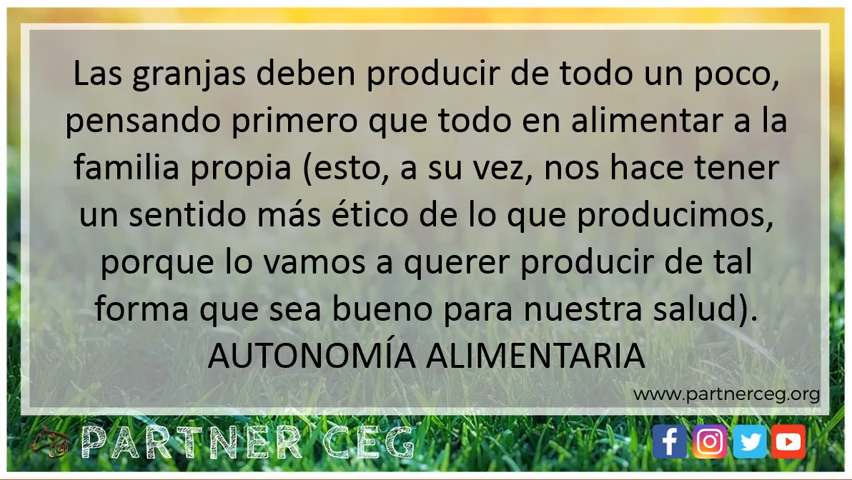 Las granjas deben producir de todo un poco,
pensando primero que todo en alimentar a la
familia propia (esto, a su vez, nos hace tener
un sentido más ético de lo que producimos,
porque lo vamos a querer producir de tal
forma que sea bueno para nuestra salud).
AUTONOMÍA ALIMENTARIA
www.partnerceg.org
PARTNER CEG